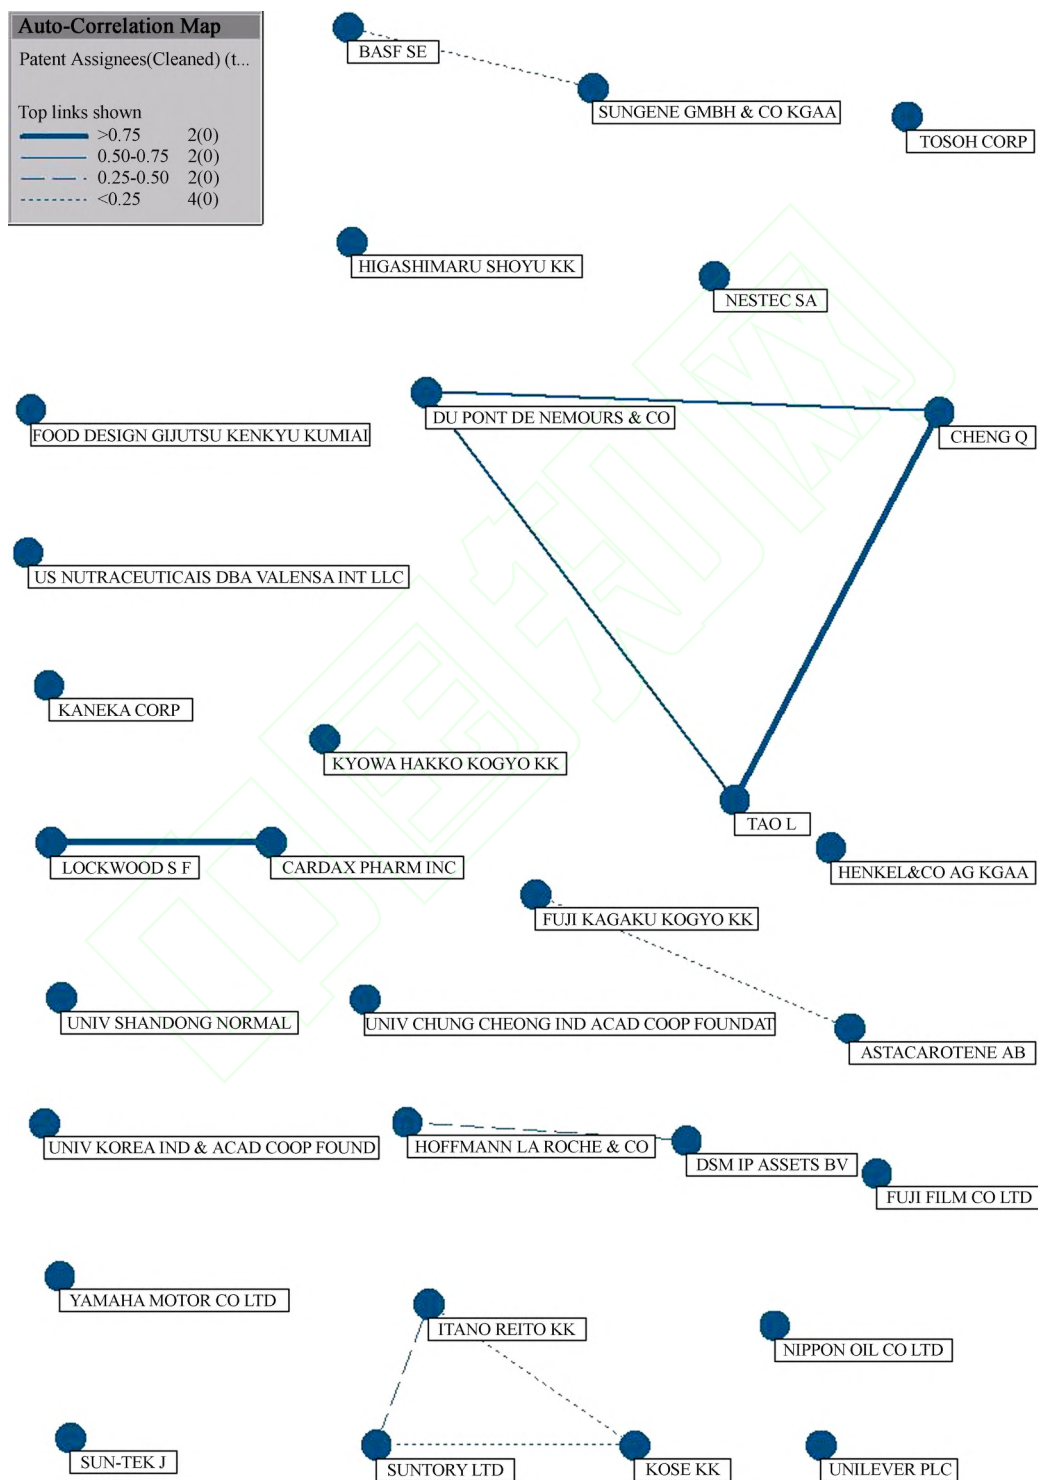 Auto-Correlation Map
Patent Assignees(Cleaned) (t...
Top links shown
>0.75 2(0)
0.50-0.75 2(0)
0.25-0.50 2(0)
<0.25 4(0)
BASF SE
SUNGENE GMBH & CO KGAA
TOSOH CORP
HIGASHIMARU SHOYU KK
NESTEC SA
DU PONT DE NEMOURS & CO
FOOD DESIGN GIJUTSU KENKYU KUMIAI
CHENG Q
US NUTRACEUTICAIS DBA VALENSA INT LLC
KANEKA CORP
KYOWA HAKKO KOGYO KK
TAO L
LOCKWOOD S F
CARDAX PHARM INC
HENKEL&CO AG KGAA
FUJI KAGAKU KOGYO KK
UNIV SHANDONG NORMAL
UNIV CHUNG CHEONG IND ACAD COOP FOUNDAT
ASTACAROTENE AB
UNIV KOREA IND & ACAD COOP FOUND
HOFFMANN LA ROCHE & CO
DSM IP ASSETS BV
FUJI FILM CO LTD
YAMAHA MOTOR CO LTD
ITANO REITO KK
NIPPON OIL CO LTD
SUN-TEK J
SUNTORY LTD
KOSE KK
UNILEVER PLC